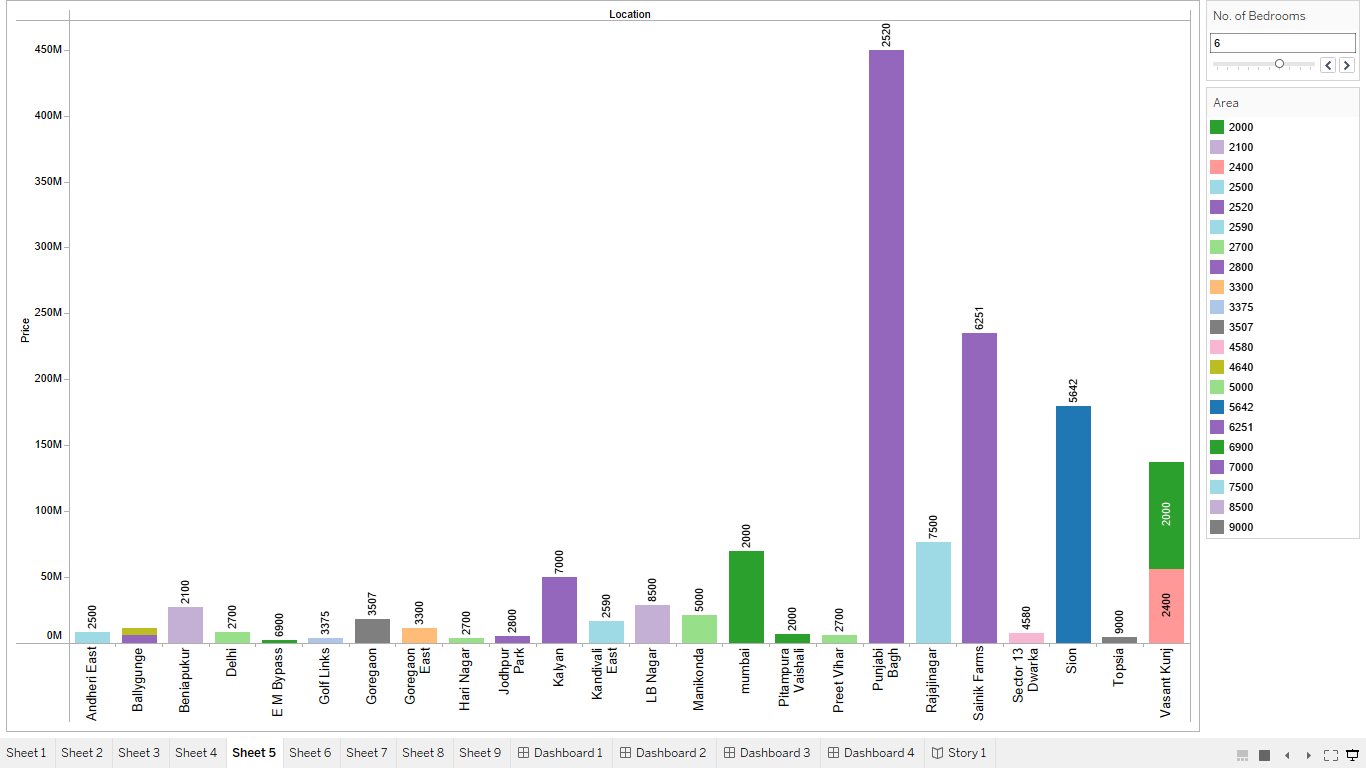 Location
Price
450M
400M
350M
300M
250M
200M
150M
100M
50M
0M
2500
2100
2700
6900
3375
3507
3300
2700
2800
7000
2590
8500
5000
2000
2000
2700
2520
7500
6251
4580
5642
9000
2000
2400
Andheri East
Ballygunge
Beniapukur
Delhi
E M Bypass
Golf Links
Goregaon
Goregaon
East
Hari Nagar
Jodhpur
Park
Kalyan
Kandivali
East
LB Nagar
Manikonda
mumbai
Pitampura
Vaishali
Preet Vihar
Punjabi
Bagh
Rajajinagar
Sainik Farms
Sector 13
Dwarka
Sion
Topsia
Vasant Kunj
No. of Bedrooms
6
Area
2000
2100
2400
2500
2520
2590
2700
2800
3300
3375
3507
4580
4640
5000
5642
6251
6900
7000
7500
8500
9000
Sheet 1 Sheet 2 Sheet 3 Sheet 4 Sheet 5 Sheet 6 Sheet 7 Sheet 8 Sheet 9 Dashboard 1 Dashboard 2 Dashboard 3 Dashboard 4 Story 1